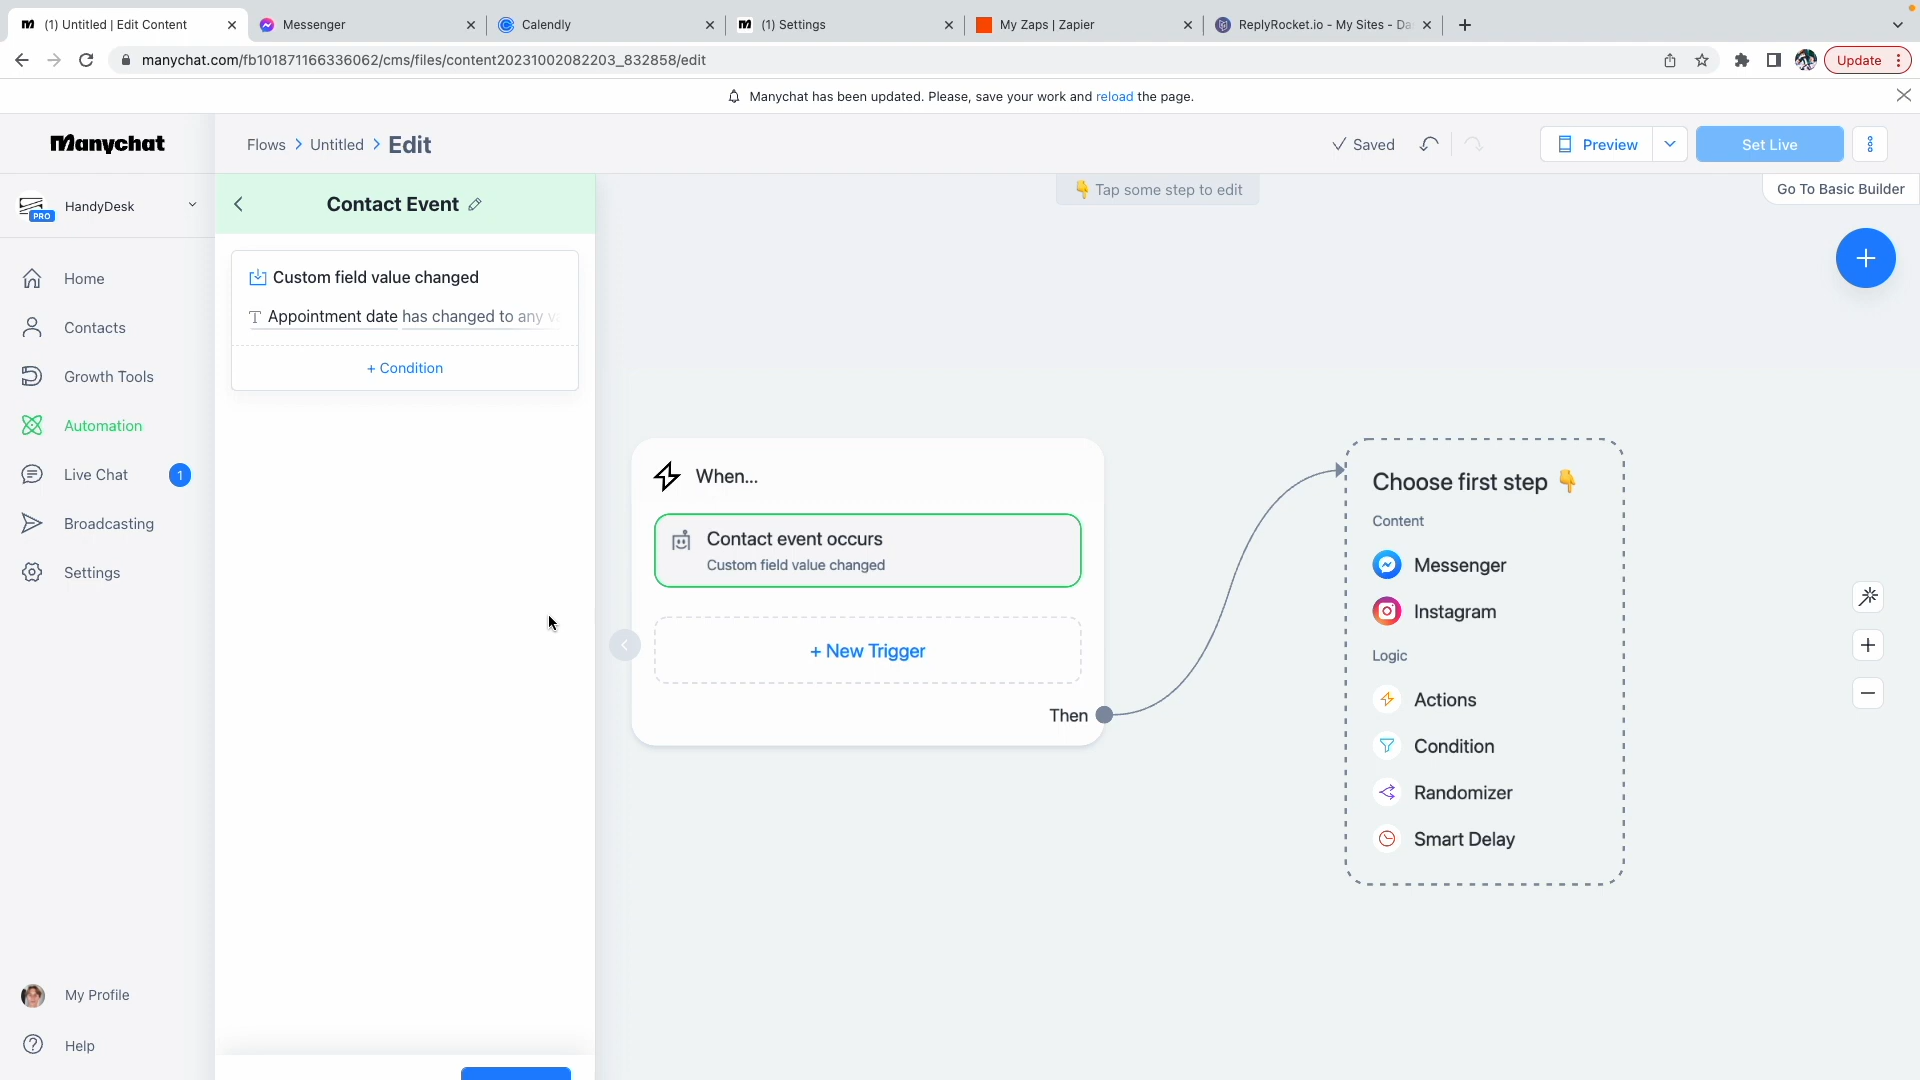 (1) Untitled | Edit Content
Messenger
Calendly
(1) Settings
My Zaps | Zapier
ReplyRocket.io - My Sites - Da
manychat.com/fb101871166336062/cms/files/content20231002082203_832858/edit
Update
Manychat has been updated. Please, save your work and reload the page.
Manychat
Flows > Untitled > Edit
Saved
Preview
Set Live
HandyDesk
PRO
Contact Event
👇 Tap some step to edit
Go To Basic Builder
Home
Contacts
Growth Tools
Automation
Live Chat
1
Broadcasting
Settings
My Profile
Help
Custom field value changed
Appointment date has changed to any
+ Condition
When...
Contact event occurs
Custom field value changed
+ New Trigger
Then
Choose first step 👇
Content
Messenger
Instagram
Logic
Actions
Condition
Randomizer
Smart Delay